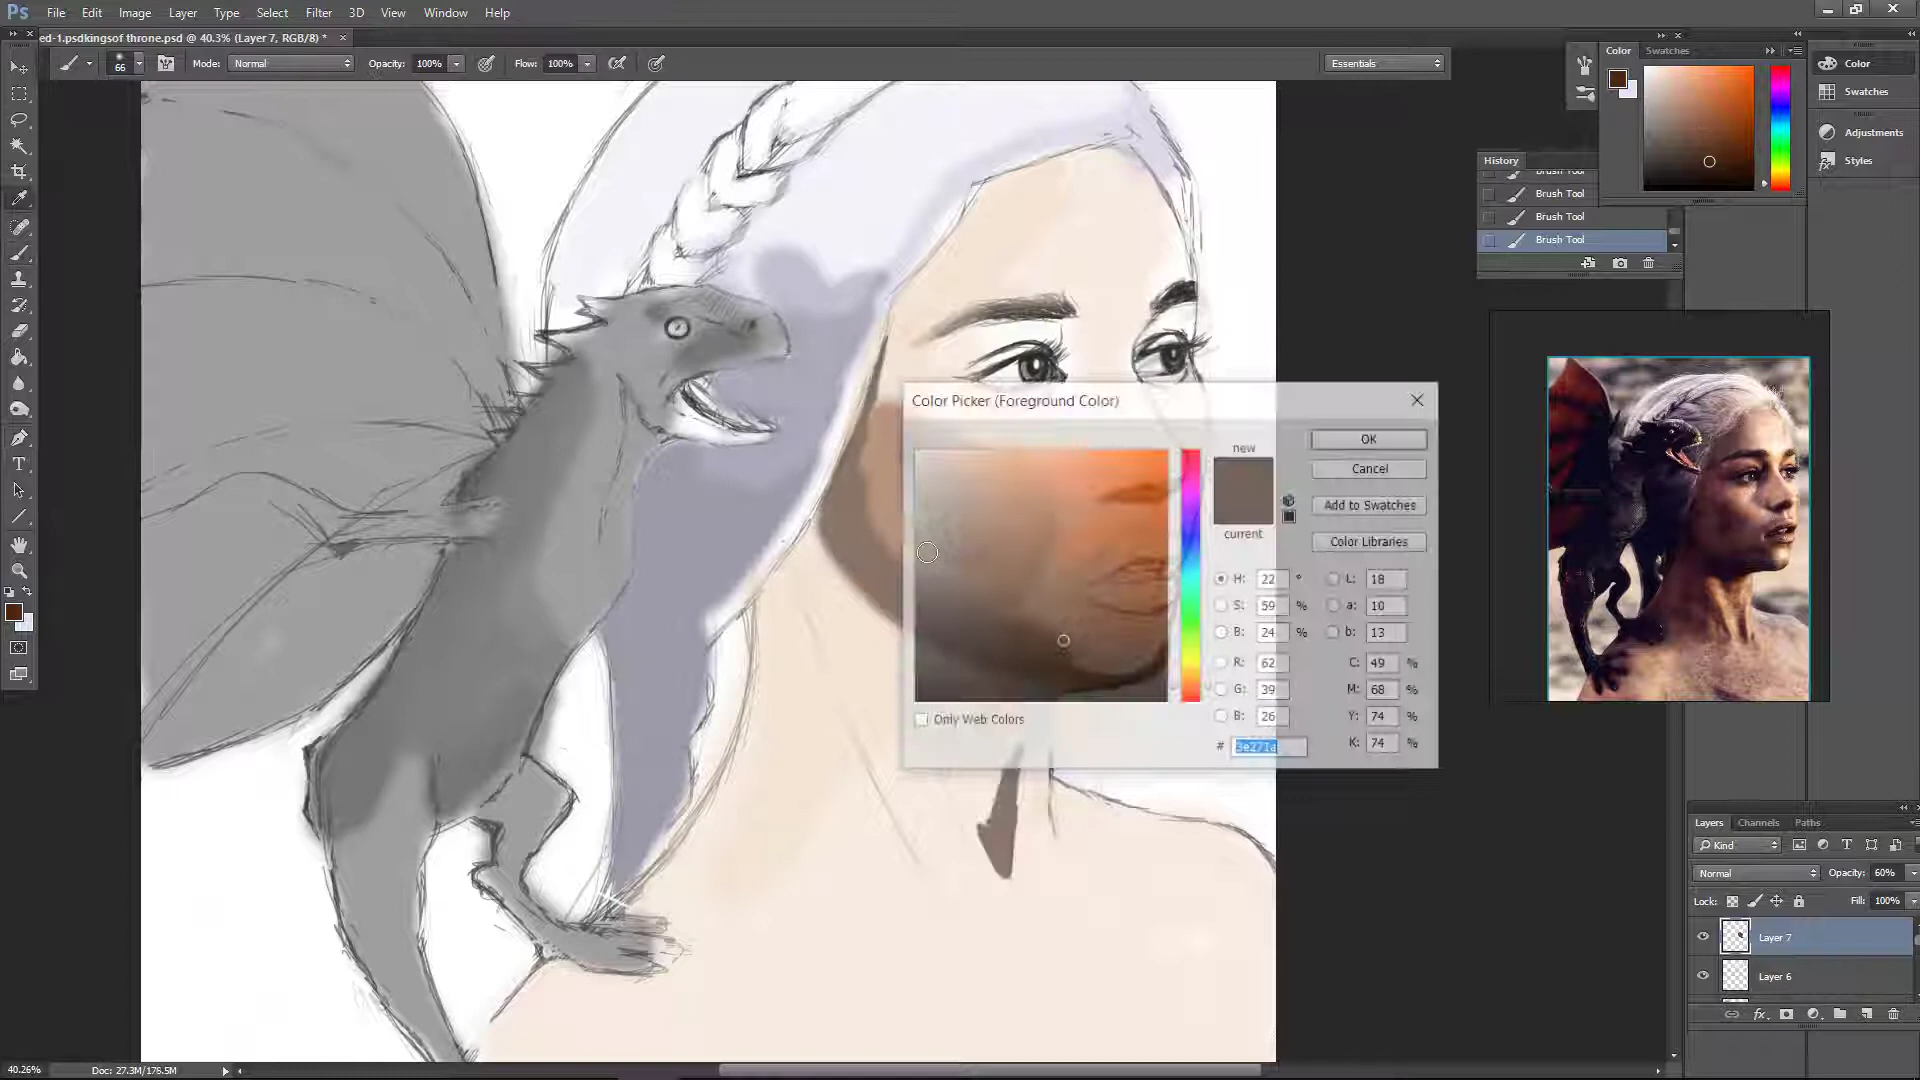 Ps File Edit Image Layer Type Select Filter 3D View Window Help
ed-1.psdkingsof throne.psd @ 40.3% (Layer 7, RGB/8) *
66 Mode: Normal Opacity: 100% Flow: 100% Essentials
Color Swatches
Color
Swatches
Adjustments
Styles
History
Brush Tool
Brush Tool
Brush Tool
Brush Tool
Color Picker (Foreground Color)
new
current
OK
Cancel
Add to Swatches
Color Libraries
H: 22 ° L: 18
S: 59 % a: 10
B: 24 % b: 13
R: 62 C: 49 %
G: 39 M: 68 %
B: 26 Y: 74 %
# 3e271a K: 74 %
Only Web Colors
Layers Channels Paths
Kind
Normal Opacity: 60%
Lock: Fill: 100%
Layer 7
Layer 6
fx
40.26% Doc: 27.3M/176.5M